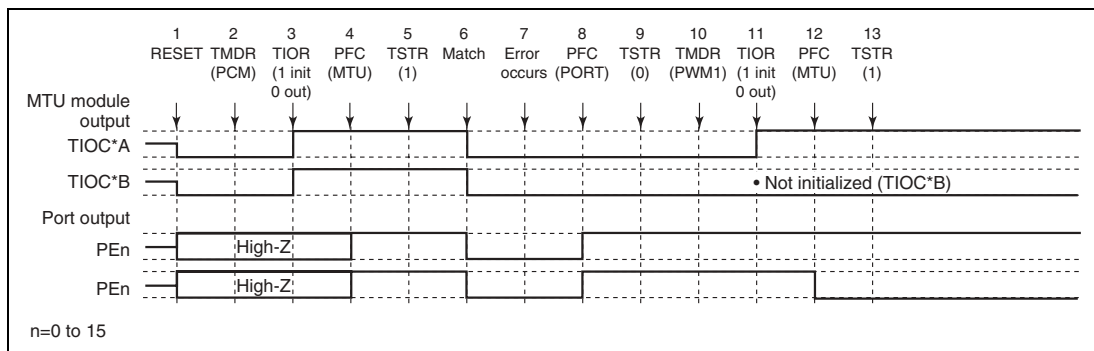 1 2 3 4 5 6 7 8 9 10 11 12 13
RESET TMDR TIOR PFC TSTR Match Error PFC TSTR TMDR TIOR PFC TSTR
(PCM) (1 init (MTU) (1) occurs (PORT) (0) (PWM1) (1 init (MTU) (1)
0 out) 0 out)
MTU module
output
TIOC*A
TIOC*B
• Not initialized (TIOC*B)
Port output
PEn
High-Z
PEn
High-Z
n=0 to 15